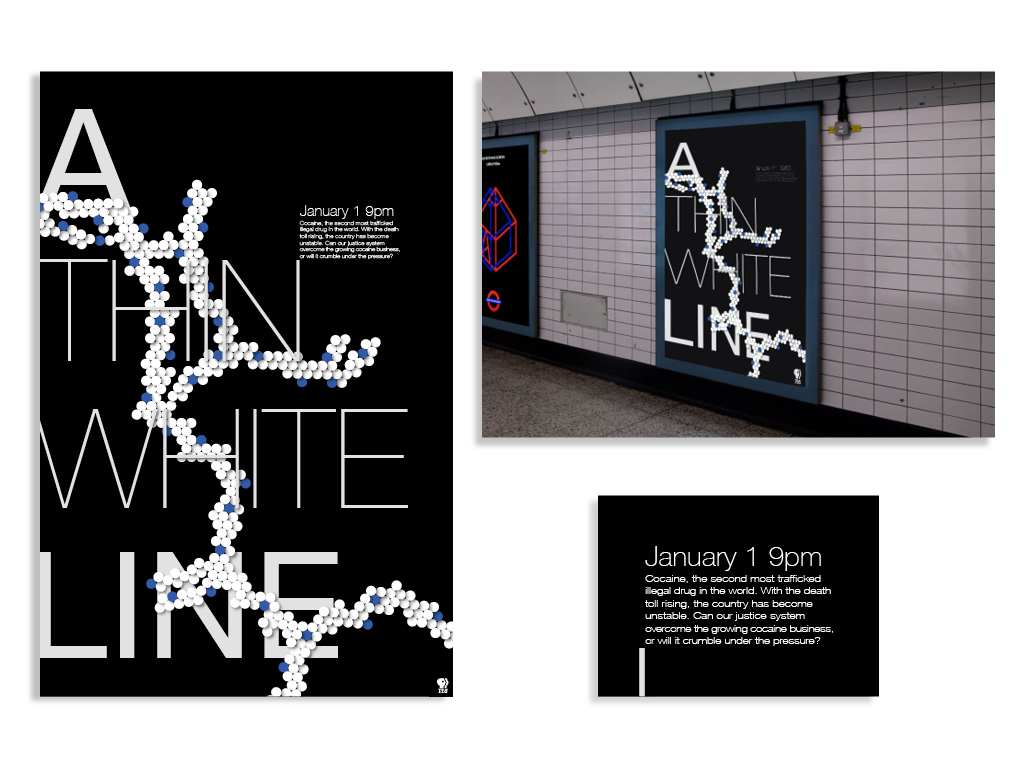 A
THIN
WHITE
LINE
January 1 9pm
Cocaine, the second most trafficked
illegal drug in the world. With the death
toll rising, the country has become
unstable. Can our justice system
overcome the growing cocaine business,
or will it crumble under the pressure?
A
THIN
WHITE
LINE
January 1 9pm
Cocaine, the second most trafficked
illegal drug in the world. With the death
toll rising, the country has become
unstable. Can our justice system
overcome the growing cocaine business,
or will it crumble under the pressure?